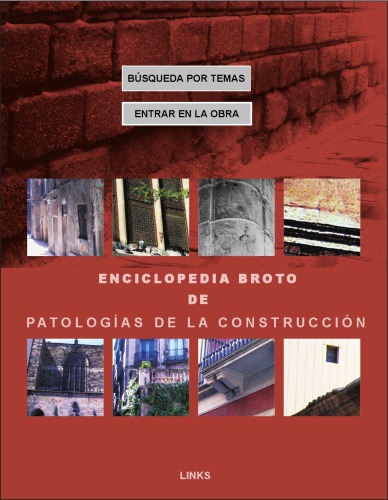 BÚSQUEDA POR TEMAS
ENTRAR EN LA OBRA
ENCICLOPEDIA BROTO
DE
PATOLOGÍAS DE LA CONSTRUCCIÓN
LINKS